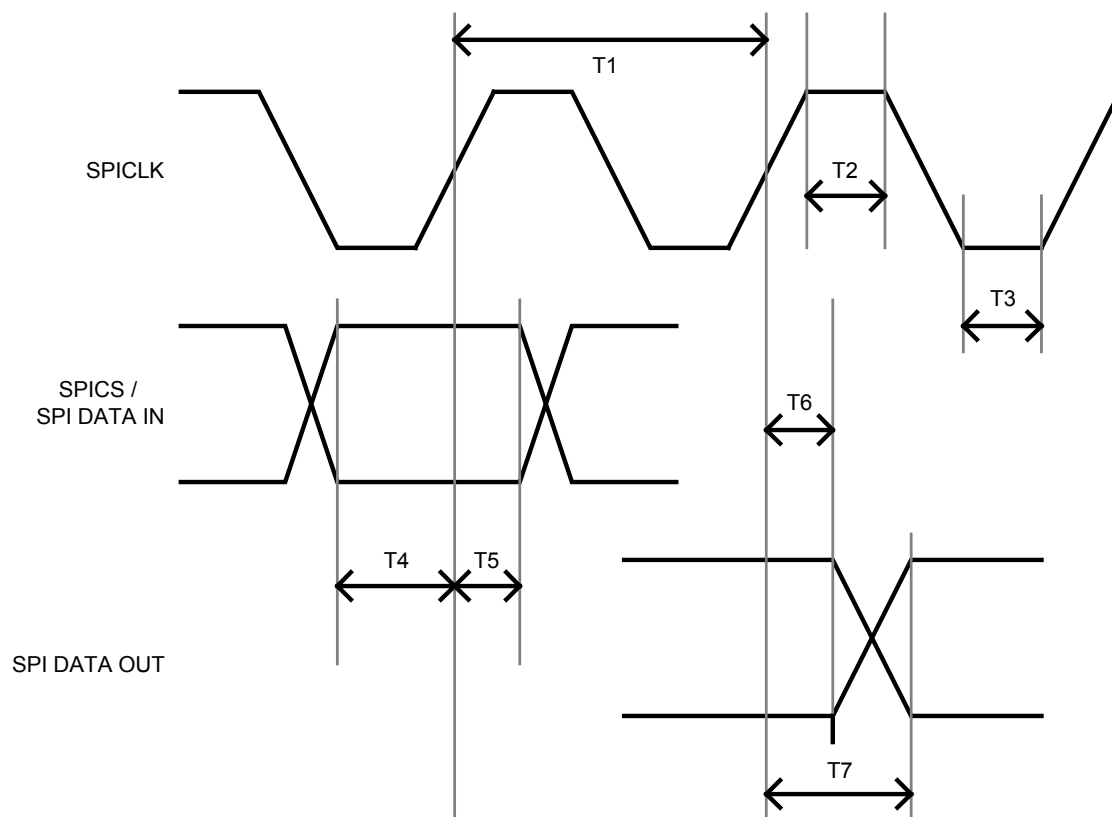 T1
SPICLK
T2
T3
SPICS /
SPI DATA IN
T6
T4
T5
SPI DATA OUT
T7